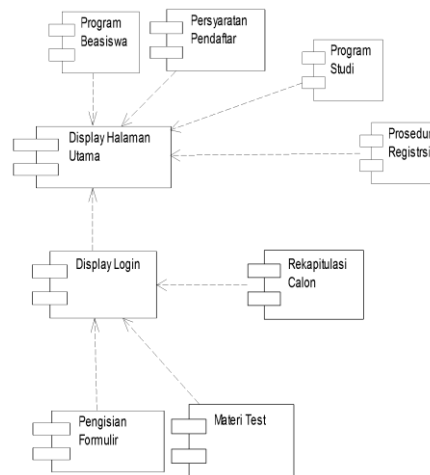 Program
Beasiswa
Persyaratan
Pendaftar
Program
Studi
Prosedur
Registrsi
Display Halaman
Utama
Display Login
Rekapitulasi
Calon
Pengisian
Formulir
Materi Test